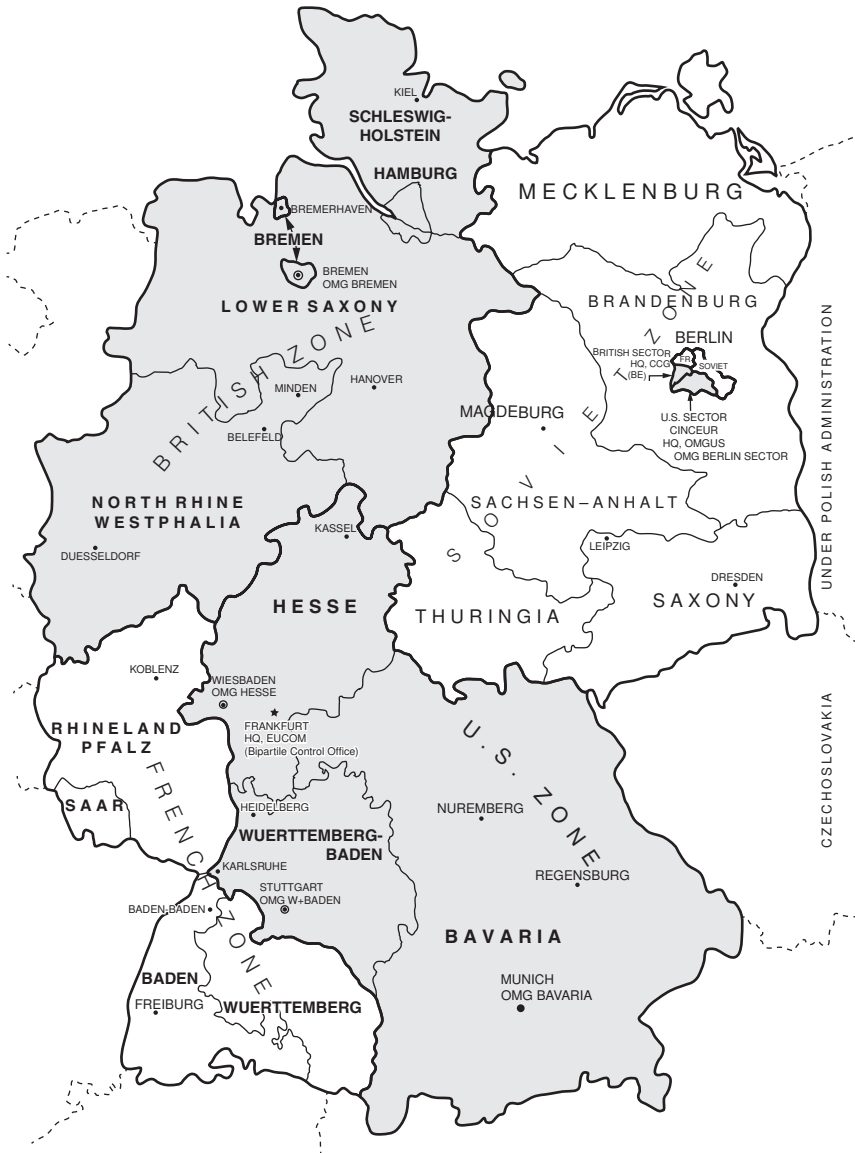 KIEL
SCHLESWIG-
HOLSTEIN
HAMBURG
MECKLENBURG
BREMERHAVEN
BREMEN
BREMEN
OMG BREMEN
LOWER SAXONY
BRITISH ZONE
MINDEN
HANOVER
BELEFELD
NORTH RHINE
WESTPHALIA
DUESSELDORF
BRANDENBURG
BERLIN
BRITISH SECTOR
HQ, CCG
(BE)
FR
SOVIET
U.S. SECTOR
CINCEUR
HQ, OMGUS
OMG BERLIN SECTOR
SOVIET ZONE
MAGDEBURG
SACHSEN–ANHALT
LEIPZIG
DRESDEN
SAXONY
THURINGIA
UNDER POLISH ADMINISTRATION
CZECHOSLOVAKIA
KASSEL
HESSE
KOBLENZ
WIESBADEN
OMG HESSE
FRANKFURT
HQ, EUCOM
(Bipartile Control Office)
RHINELAND
PFALZ
SAAR
FRENCH ZONE
U.S. ZONE
HEIDELBERG
WUERTTEMBERG-
BADEN
KARLSRUHE
STUTTGART
OMG W+BADEN
BADEN-BADEN
NUREMBERG
REGENSBURG
BAVARIA
MUNICH
OMG BAVARIA
BADEN
FREIBURG
WUERTTEMBERG